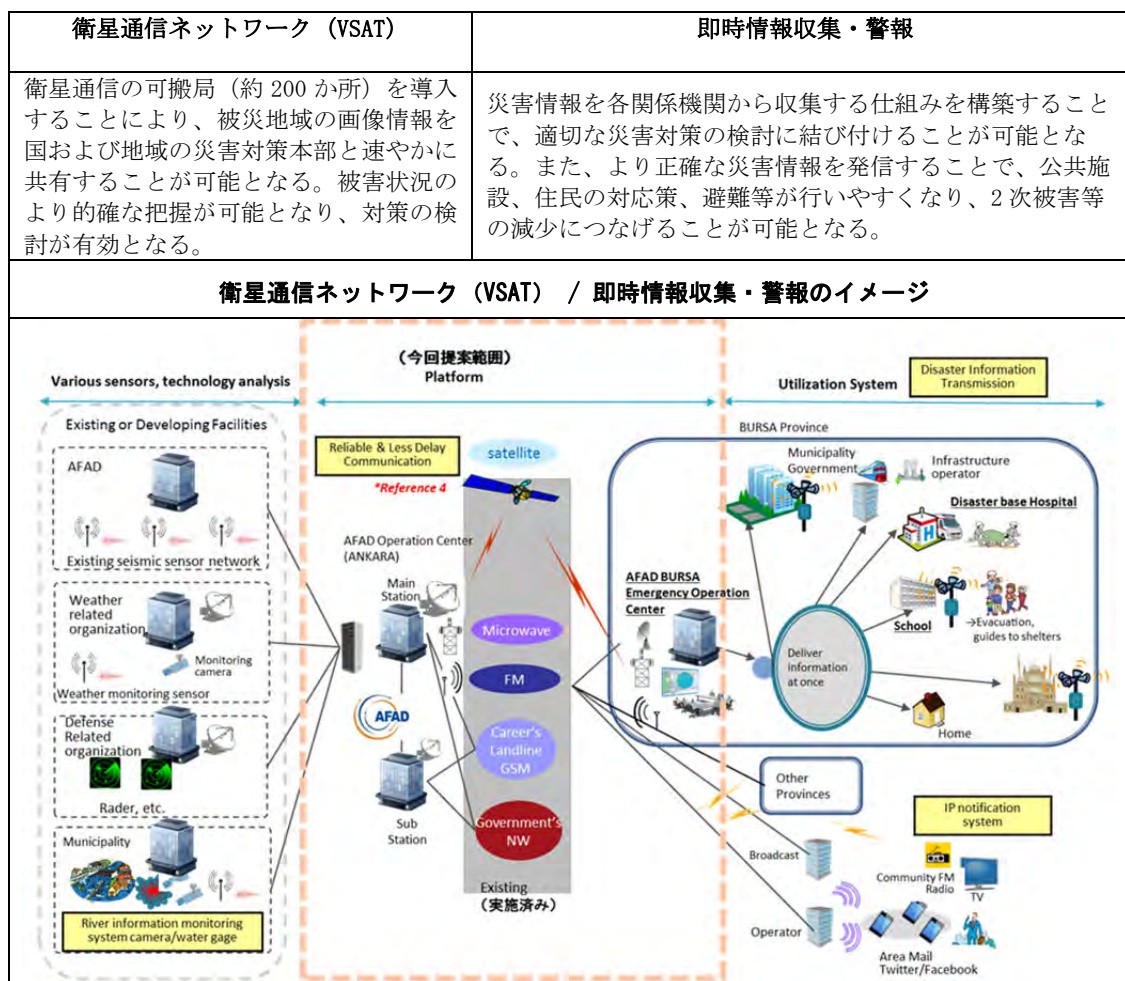 衛星通信ネットワーク (VSAT)
即時情報収集・警報
衛星通信の可搬局（約 200 か所）を導入
することにより、被災地域の画像情報を
国および地域の災害対策本部と速やかに
共有することが可能となる。被害状況の
より的確な把握が可能となり、対策の検
討が有効となる。
災害情報を各関係機関から収集する仕組みを構築すること
で、適切な災害対策の検討に結び付けることが可能とな
る。また、より正確な災害情報を発信することで、公共施
設、住民の対応策、避難等が行いやすくなり、2 次被害等
の減少につなげることが可能となる。
衛星通信ネットワーク (VSAT) / 即時情報収集・警報のイメージ
Various sensors, technology analysis
(今回提案範囲)
Platform
Utilization System
Disaster Information
Transmission
Existing or Developing Facilities
AFAD
Existing seismic sensor network
Weather
related
organization
Monitoring
camera
Weather monitoring sensor
Defense
Related
organization
Rader, etc.
Municipality
River information monitoring
system camera/water gage
Reliable & Less Delay
Communication
*Reference 4
satellite
AFAD Operation Center
(ANKARA)
Main
Station
AFAD
Sub
Station
Microwave
FM
Career's
Landline
GSM
Government's
NW
Existing
(実施済み)
BURSA Province
Municipality
Government
Infrastructure
operator
Disaster base Hospital
H
AFAD BURSA
Emergency Operation
Center
Deliver
information
at once
School
→Evacuation,
guides to shelters
Home
Other
Provinces
IP notification
system
Broadcast
Community FM
Radio
TV
Operator
Area Mail
Twitter/Facebook